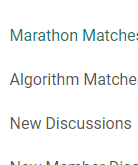 Marathon Matches
Algorithm Matche
New Discussions